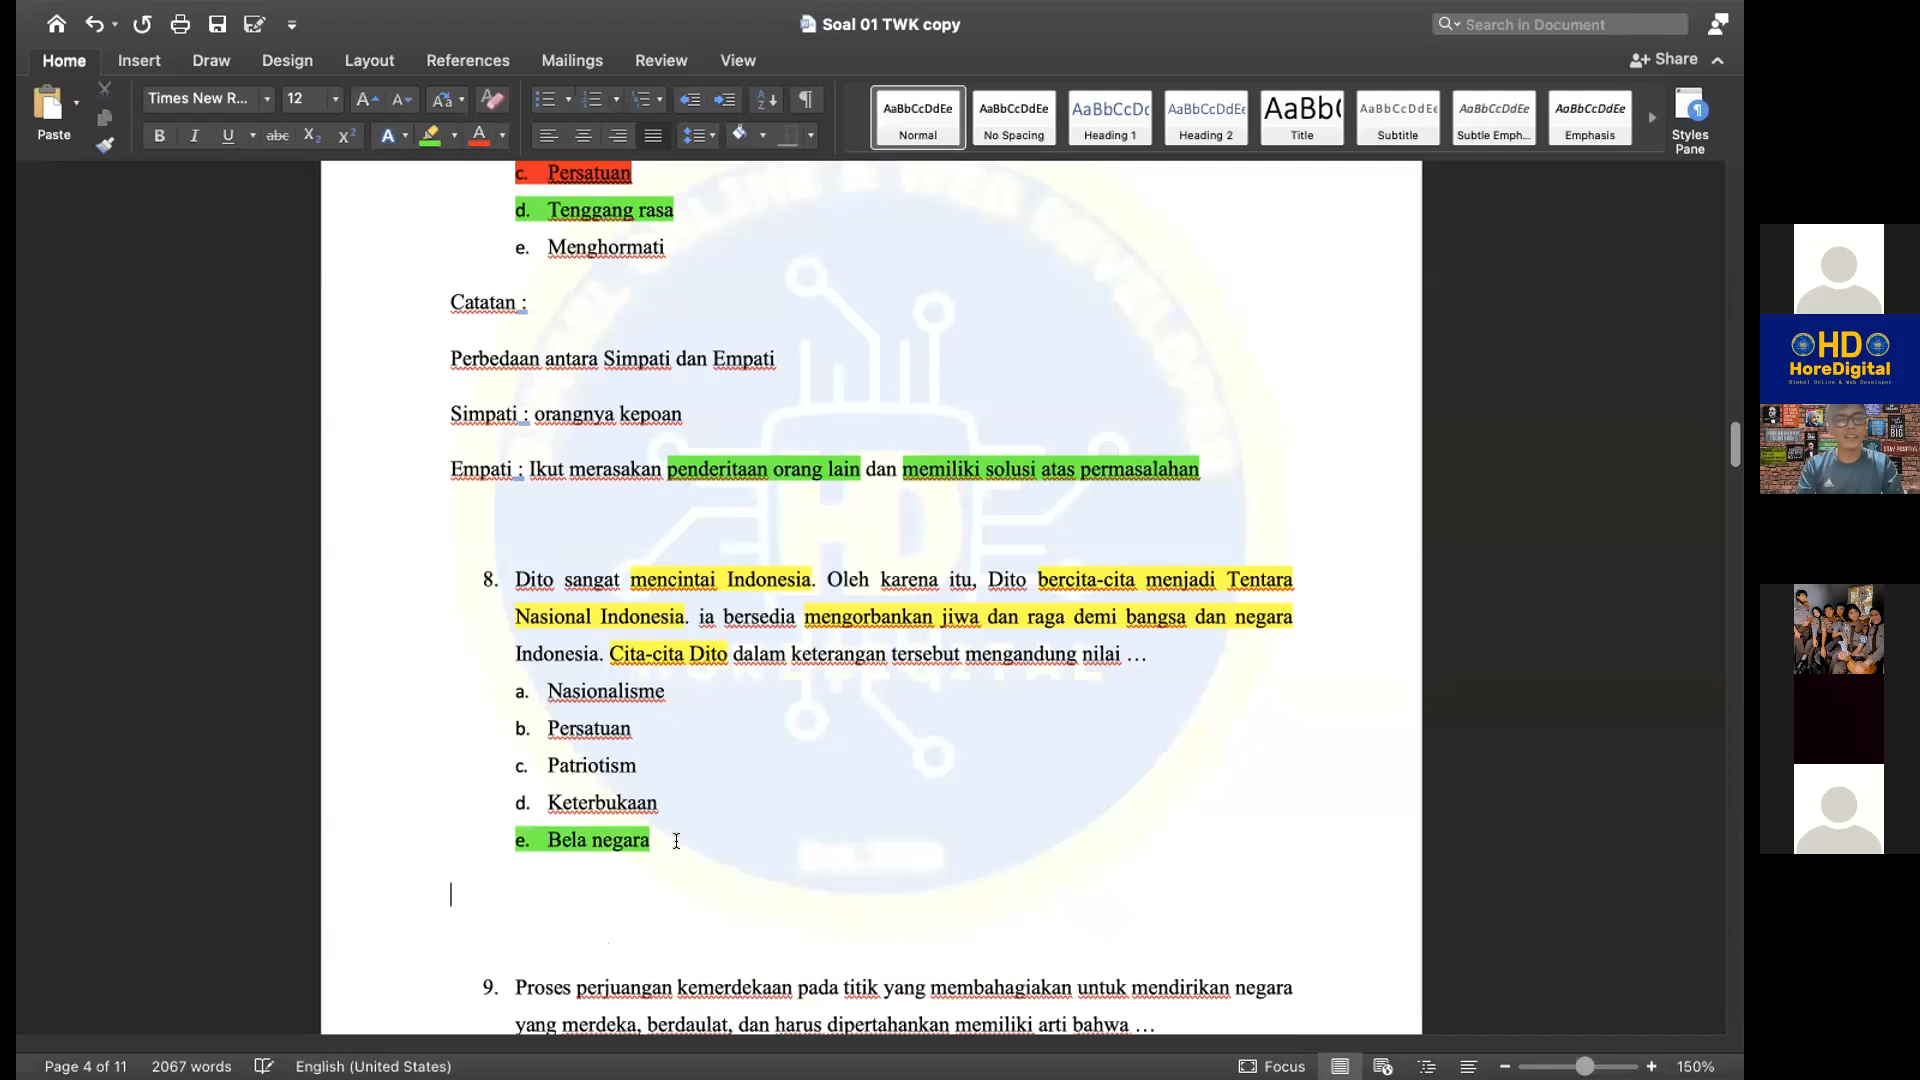 Soal 01 TWK copy
Search in Document
Home Insert Draw Design Layout References Mailings Review View
Share
Paste
Times New R... 12
AaBbCcDdEe AaBbCcDdEe AaBbCcDc AaBbCcDdEe AaBb( AaBbCcDdEe AaBbCcDdEe AaBbCcDdEe
Normal No Spacing Heading 1 Heading 2 Title Subtitle Subtle Emph... Emphasis
Styles Pane
c. Persatuan
d. Tenggang rasa
e. Menghormati
Catatan :
Perbedaan antara Simpati dan Empati
Simpati : orangnya kepoan
Empati : Ikut merasakan penderitaan orang lain dan memiliki solusi atas permasalahan
8. Dito sangat mencintai Indonesia. Oleh karena itu, Dito bercita-cita menjadi Tentara
Nasional Indonesia. ia bersedia mengorbankan jiwa dan raga demi bangsa dan negara
Indonesia. Cita-cita Dito dalam keterangan tersebut mengandung nilai …
a. Nasionalisme
b. Persatuan
c. Patriotism
d. Keterbukaan
e. Bela negara
9. Proses perjuangan kemerdekaan pada titik yang membahagiakan untuk mendirikan negara
yang merdeka, berdaulat, dan harus dipertahankan memiliki arti bahwa …
Page 4 of 11 2067 words English (United States) Focus 150%
HD
HoreDigital
Bimbel Online & Web Developer